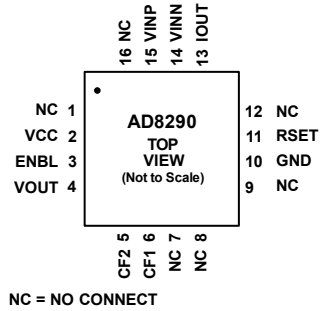 16 NC
15 VINP
14 VINN
13 IOUT
NC 1
VCC 2
ENBL 3
VOUT 4
AD8290
TOP
VIEW
(Not to Scale)
12 NC
11 RSET
10 GND
9 NC
CF2 5
CF1 6
NC 7
NC 8
NC = NO CONNECT